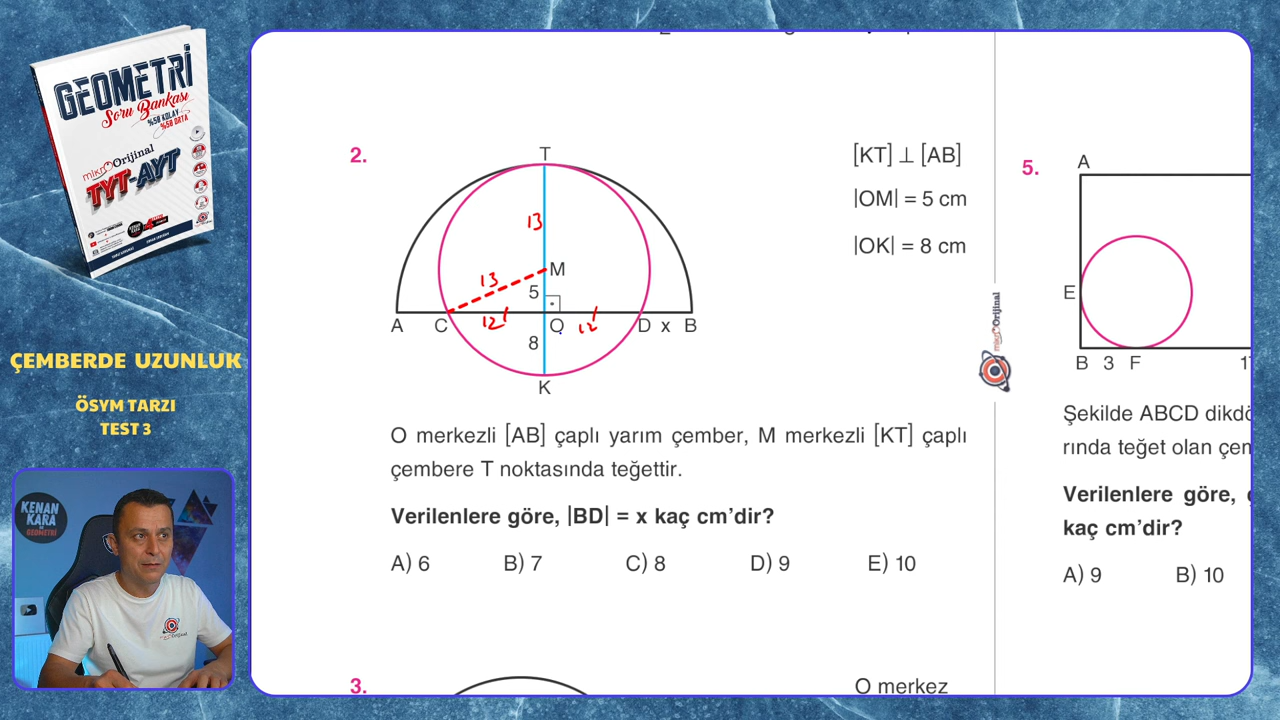 GEOMETRİ
Soru Bankası
%50 KOLAY
%50 ORTA
mikro Orijinal
TYT-AYT
ÇEMBERDE UZUNLUK
ÖSYM TARZI
TEST 3
KENAN
KARA
GEOMETRİ
2.
T
13
13
M
5
A C 12 O 12 D x B
8
K
[KT] ⊥ [AB]
|OM| = 5 cm
|OK| = 8 cm
O merkezli [AB] çaplı yarım çember, M merkezli [KT] çaplı
çembere T noktasında teğettir.
Verilenlere göre, |BD| = x kaç cm'dir?
A) 6 B) 7 C) 8 D) 9 E) 10
3.
O merkez
mikro Orijinal
5.
A
E
B 3 F 1
Şekilde ABCD dikdö
rında teğet olan çem
Verilenlere göre,
kaç cm'dir?
A) 9 B) 10